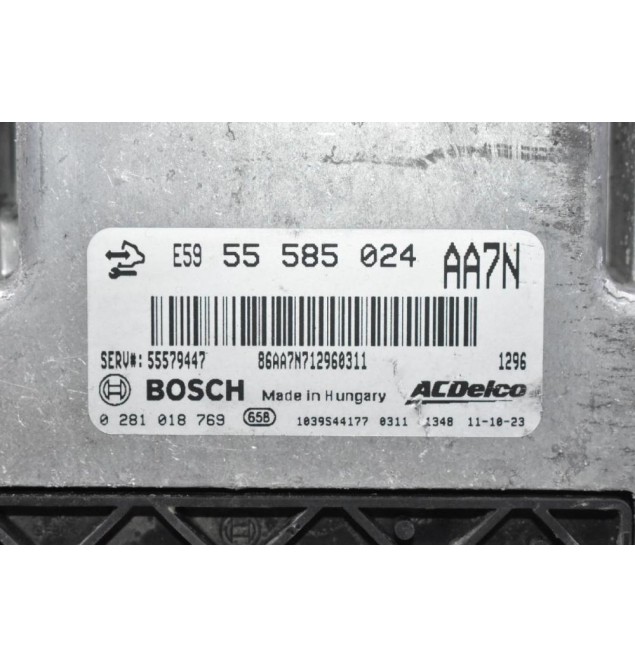 E59 55 585 024 AA7N
SERV#: 55579447 86AA7N712960311 1296
BOSCH Made in Hungary ACDelco
0 281 018 769 65B 1039S44177 0311 1348 11-10-23